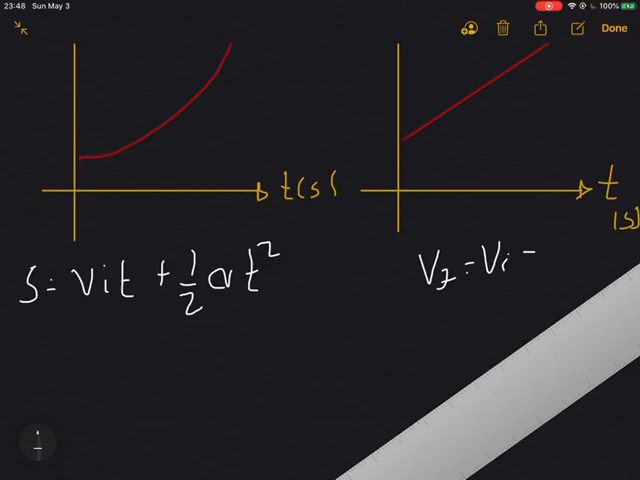 23:48 Sun May 3 100%
Done
t(s) t
(s)
S = Vit + 1/2 at² Vf = Vi -